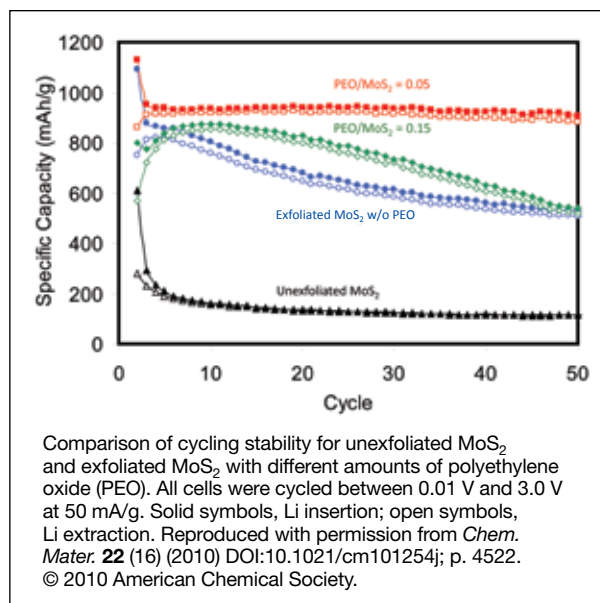 1200
1000
800
600
400
200
0
Specific Capacity (mAh/g)
PEO/MoS₂ = 0.05
PEO/MoS₂ = 0.15
Exfoliated MoS₂ w/o PEO
Unexfoliated MoS₂
0 10 20 30 40 50
Cycle
Comparison of cycling stability for unexfoliated MoS₂
and exfoliated MoS₂ with different amounts of polyethylene
oxide (PEO). All cells were cycled between 0.01 V and 3.0 V
at 50 mA/g. Solid symbols, Li insertion; open symbols,
Li extraction. Reproduced with permission from Chem.
Mater. 22 (16) (2010) DOI:10.1021/cm101254j; p. 4522.
© 2010 American Chemical Society.